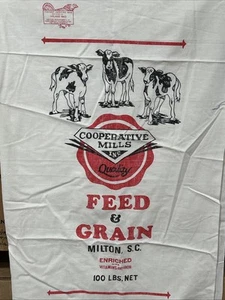 COOPERATIVE
MILLS
INC
Quality
FEED
&
GRAIN
MILTON, S.C.
ENRICHED
100 LBS. NET